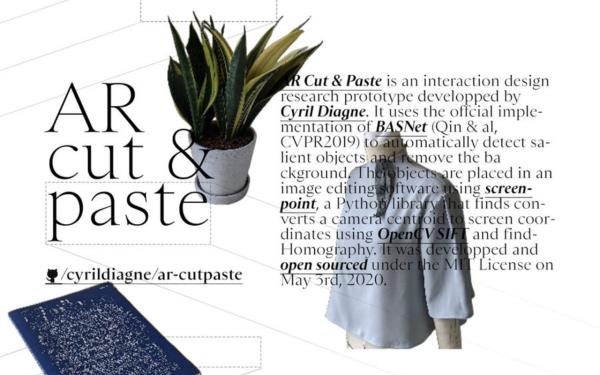 AR
cut &
paste
/cyrildiagne/ar-cutpaste
AR Cut & Paste is an interaction design
research prototype developped by
Cyril Diagne. It uses the official imple-
mentation of BASNet (Qin & al,
CVPR2019) to automatically detect sa-
lient objects and remove the ba
ckground. The objects are placed in an
image editing software using screen-
point, a Python library that finds con-
verts a camera centroid to screen coor-
dinates using OpenCV SIFT and find-
Homography. It was developped and
open sourced under the MIT License on
May 3rd, 2020.